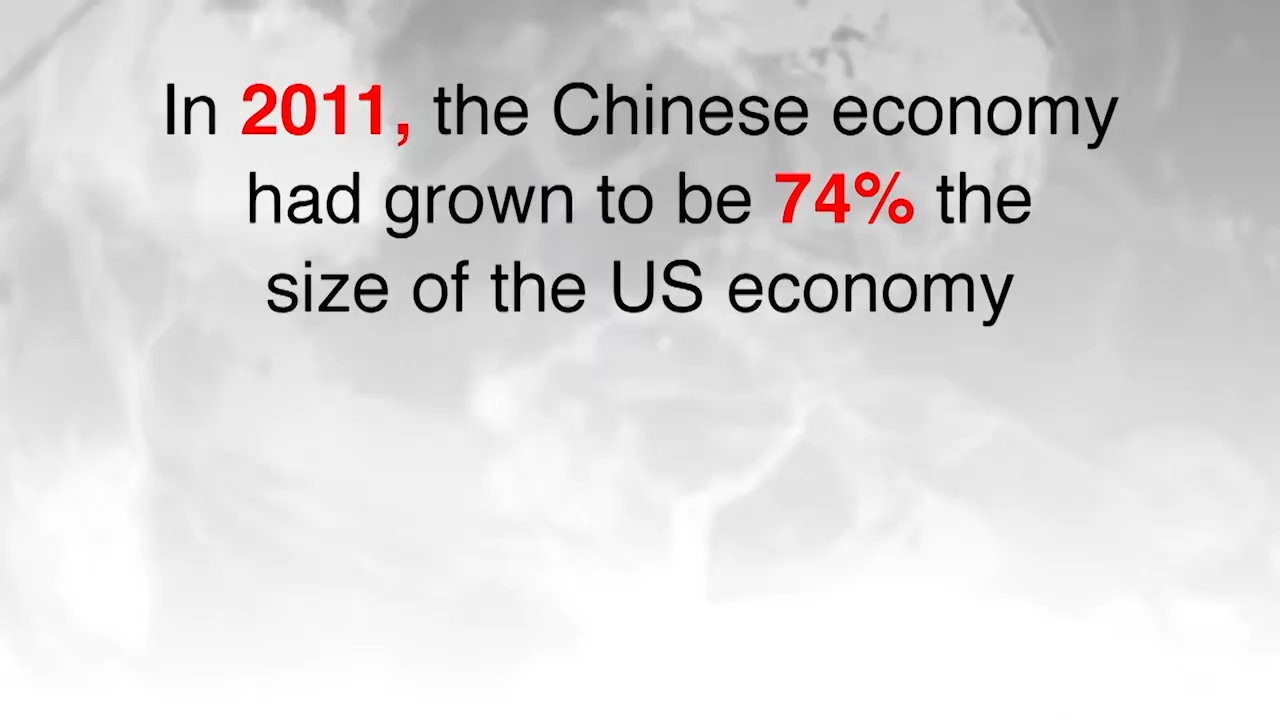 In 2011, the Chinese economy
had grown to be 74% the
size of the US economy